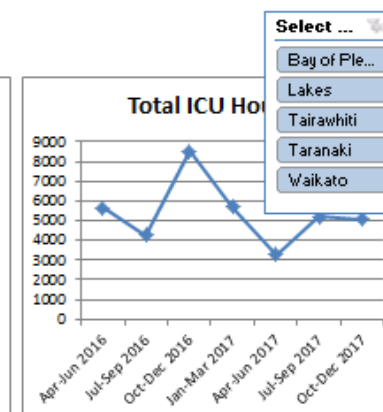 Select ...
Bay of Ple...
Lakes
Tairawhiti
Taranaki
Waikato
Total ICU Hou
9000
8000
7000
6000
5000
4000
3000
2000
1000
0
Apr-Jun 2016
Jul-Sep 2016
Oct-Dec 2016
Jan-Mar 2017
Apr-Jun 2017
Jul-Sep 2017
Oct-Dec 2017